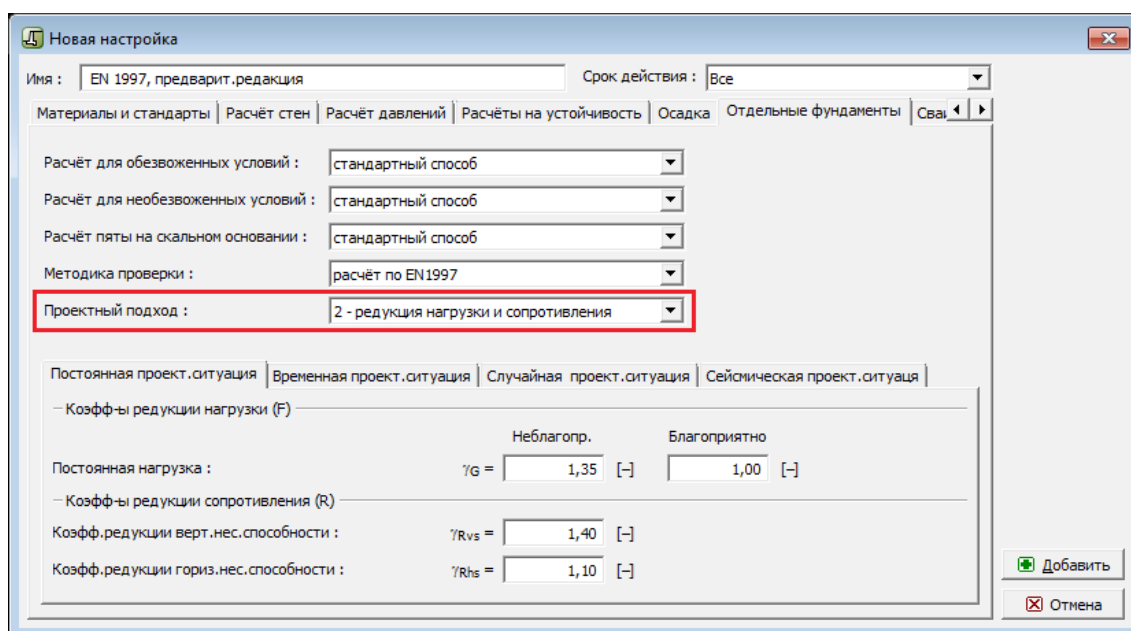 Новая настройка
Имя : EN 1997, предварит.редакция Срок действия : Все
Материалы и стандарты Расчёт стен Расчёт давлений Расчёты на устойчивость Осадка Отдельные фундаменты Сваи
Расчёт для обезвоженных условий : стандартный способ
Расчёт для необезвоженных условий : стандартный способ
Расчёт пяты на скальном основании : стандартный способ
Методика проверки : расчёт по EN1997
Проектный подход : 2 - редукция нагрузки и сопротивления
Постоянная проект.ситуация Временная проект.ситуация Случайная проект.ситуация Сейсмическая проект.ситуаця
Коэфф-ы редукции нагрузки (F)
Неблагопр. Благоприятно
Постоянная нагрузка : γG = 1,35 [–] 1,00 [–]
Коэфф-ы редукции сопротивления (R)
Коэфф.редукции верт.нес.способности : γRvs = 1,40 [–]
Коэфф.редукции гориз.нес.способности : γRhs = 1,10 [–]
Добавить
Отмена